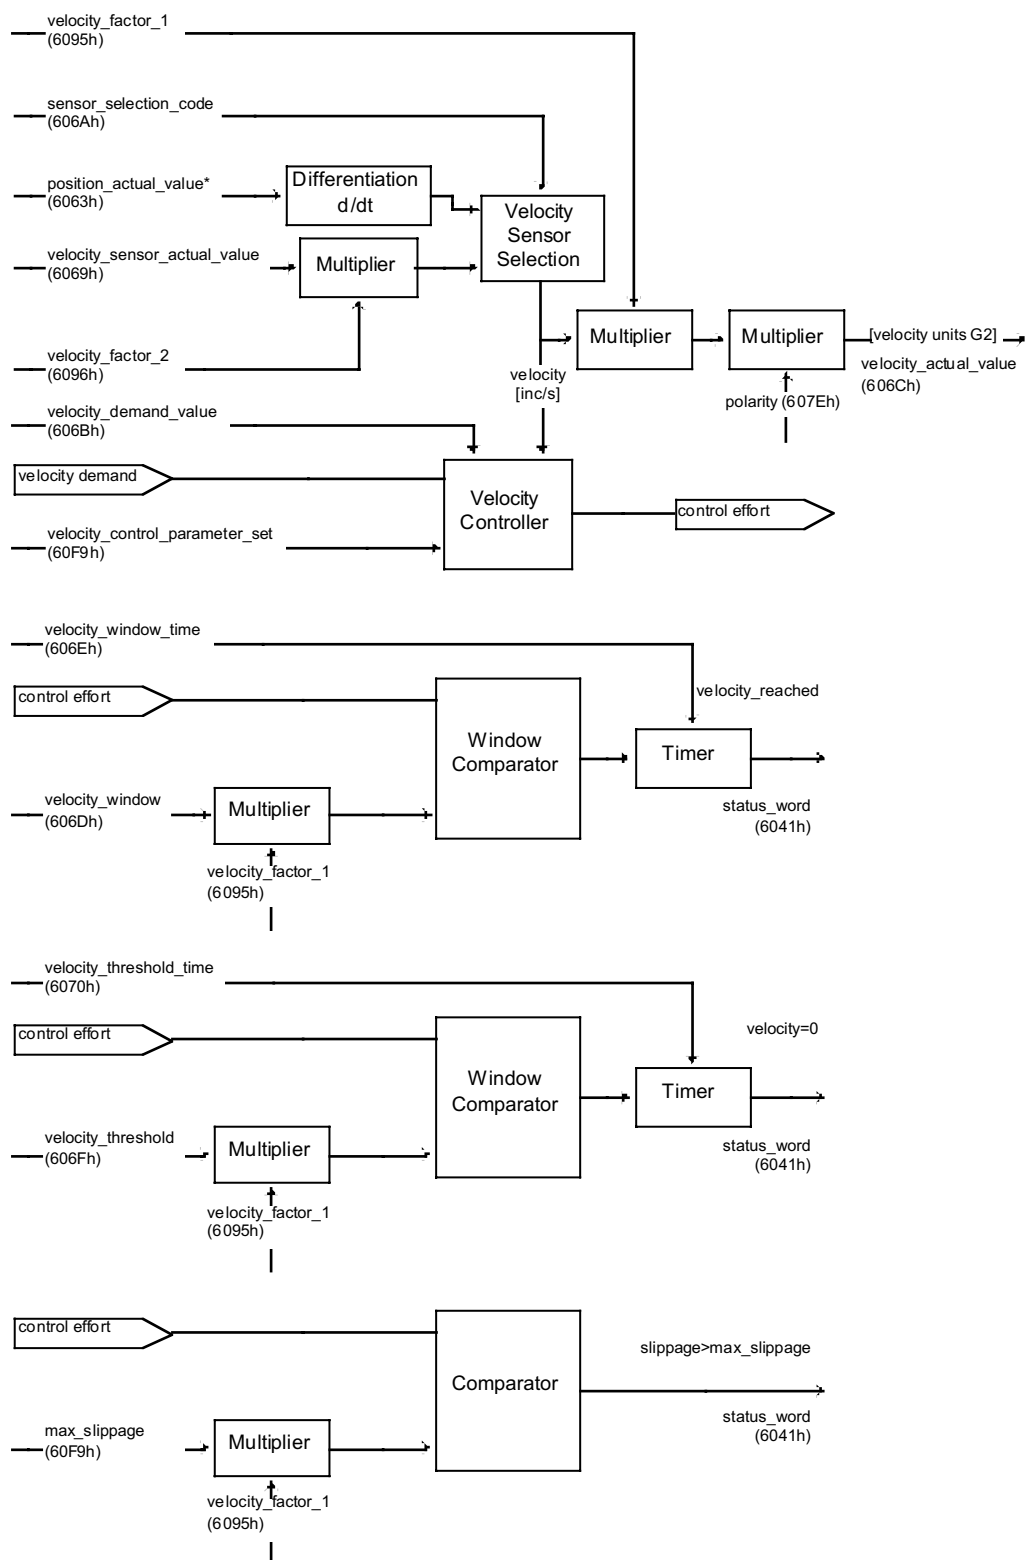 velocity_factor_1
(6095h)
sensor_selection_code
(606Ah)
position_actual_value*
(6063h)
Differentiation
d/dt
Velocity
Sensor
Selection
velocity_sensor_actual_value
(6069h)
Multiplier
Multiplier
Multiplier
[velocity units G2]
velocity_actual_value
(606Ch)
velocity_factor_2
(6096h)
velocity
[inc/s]
polarity (607Eh)
velocity_demand_value
(606Bh)
velocity demand
Velocity
Controller
control effort
velocity_control_parameter_set
(60F9h)
velocity_window_time
(606Eh)
control effort
velocity_reached
Window
Comparator
Timer
velocity_window
(606Dh)
Multiplier
status_word
(6041h)
velocity_factor_1
(6095h)
velocity_threshold_time
(6070h)
control effort
velocity=0
Window
Comparator
Timer
velocity_threshold
(606Fh)
Multiplier
status_word
(6041h)
velocity_factor_1
(6095h)
control effort
slippage>max_slippage
Comparator
max_slippage
(60F9h)
Multiplier
status_word
(6041h)
velocity_factor_1
(6095h)